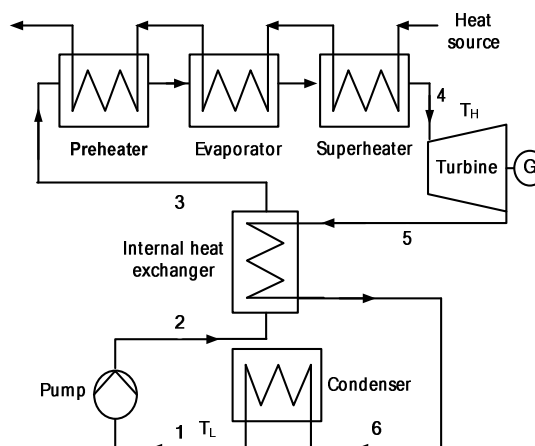 Heat
source
4
T_H
Preheater
Evaporator
Superheater
Turbine
G
3
5
Internal heat
exchanger
2
Pump
Condenser
1
T_L
6